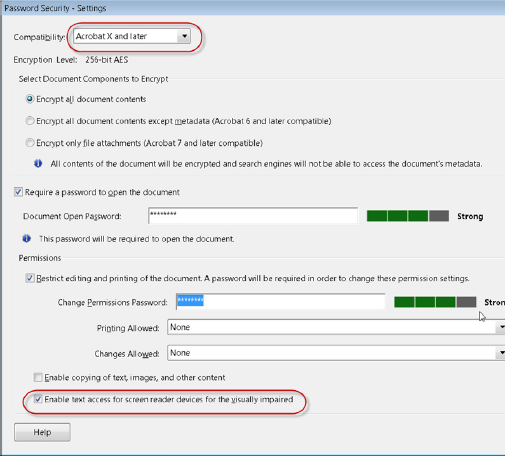 Password Security - Settings
Compatibility: Acrobat X and later
Encryption Level: 256-bit AES
Select Document Components to Encrypt
Encrypt all document contents
Encrypt all document contents except metadata (Acrobat 6 and later compatible)
Encrypt only file attachments (Acrobat 7 and later compatible)
All contents of the document will be encrypted and search engines will not be able to access the document's metadata.
Require a password to open the document
Document Open Password: ******** Strong
This password will be required to open the document.
Permissions
Restrict editing and printing of the document. A password will be required in order to change these permission settings.
Change Permissions Password: ******** Stron
Printing Allowed: None
Changes Allowed: None
Enable copying of text, images, and other content
Enable text access for screen reader devices for the visually impaired
Help